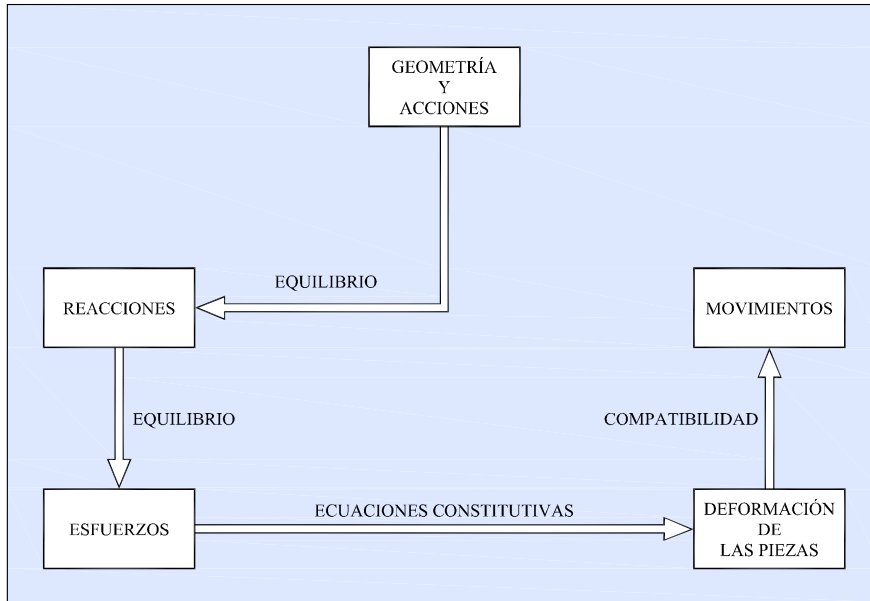 GEOMETRÍA
Y
ACCIONES
EQUILIBRIO
REACCIONES
MOVIMIENTOS
EQUILIBRIO
COMPATIBILIDAD
ESFUERZOS
ECUACIONES CONSTITUTIVAS
DEFORMACIÓN
DE
LAS PIEZAS